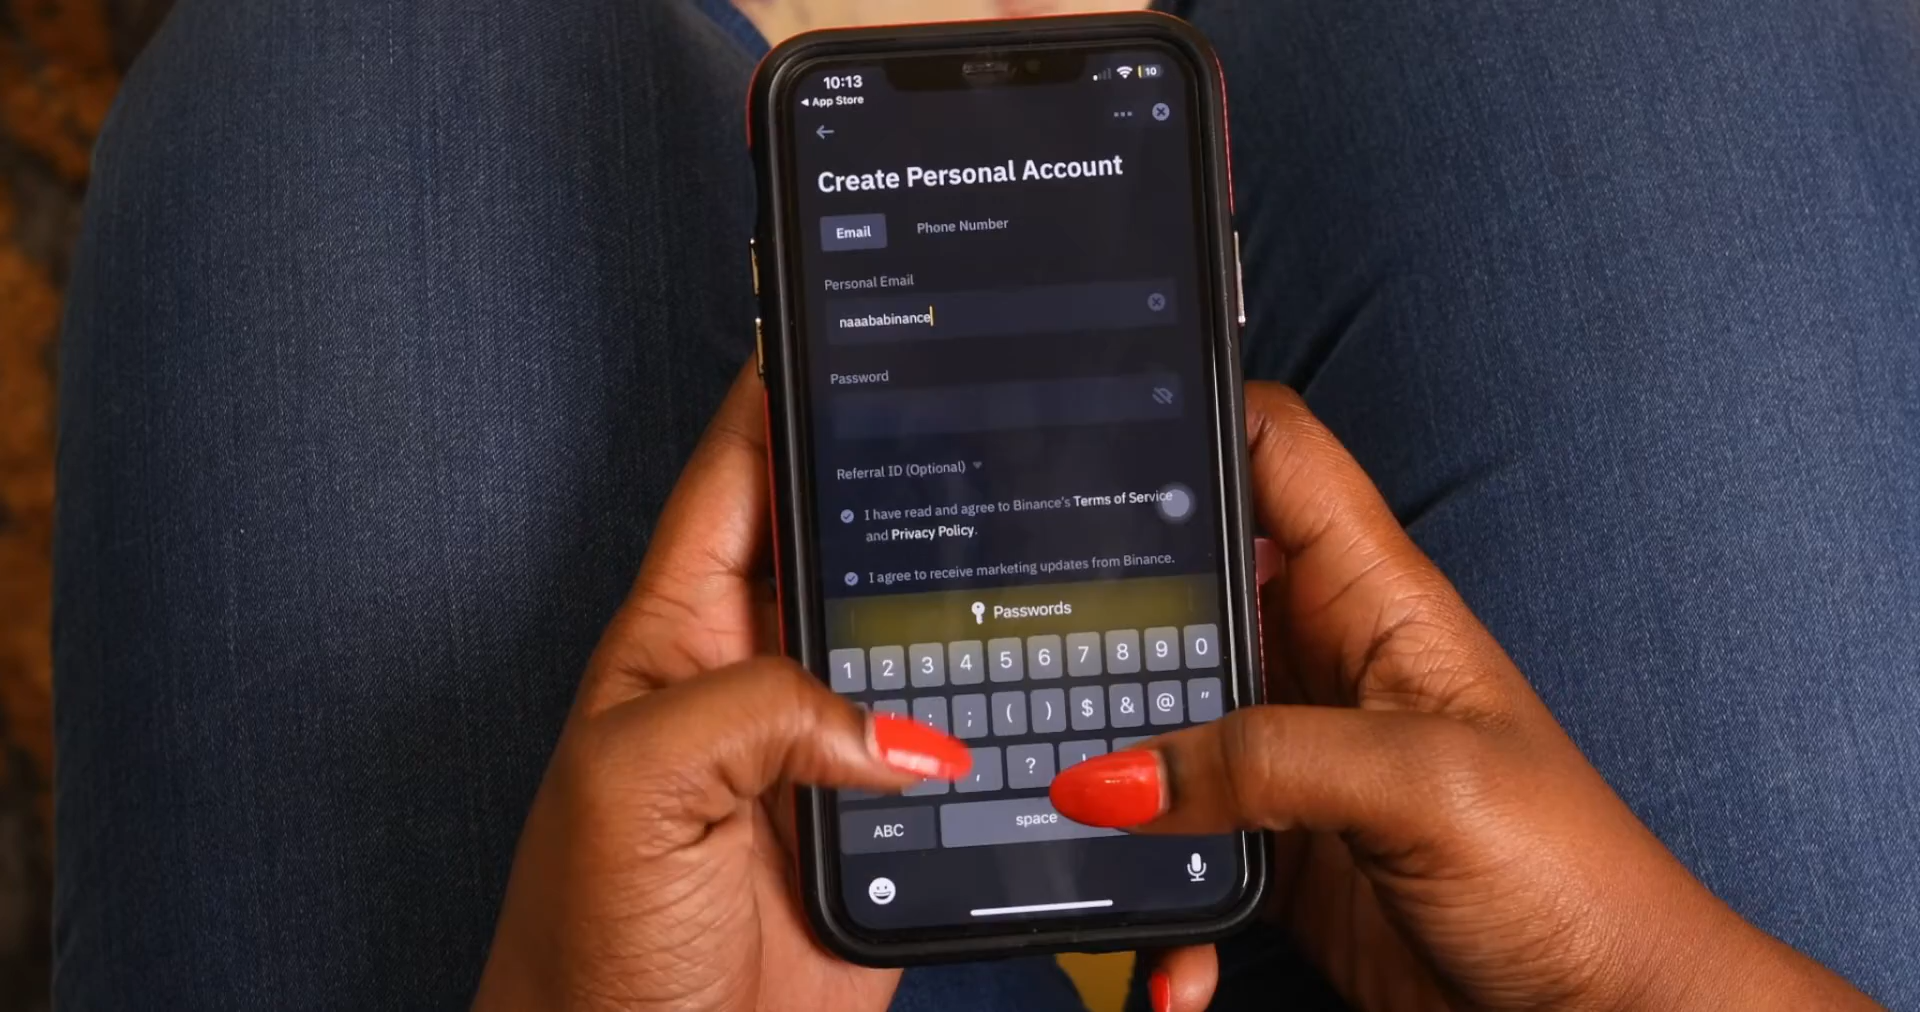 10:13
10
◀ App Store
Create Personal Account
Email
Phone Number
Personal Email
naaababinance
Password
Referral ID (Optional)
I have read and agree to Binance's Terms of Service
and Privacy Policy.
I agree to receive marketing updates from Binance.
Passwords
1 2 3 4 5 6 7 8 9 0
: ; ( ) $ & @ "
, ?
ABC
space